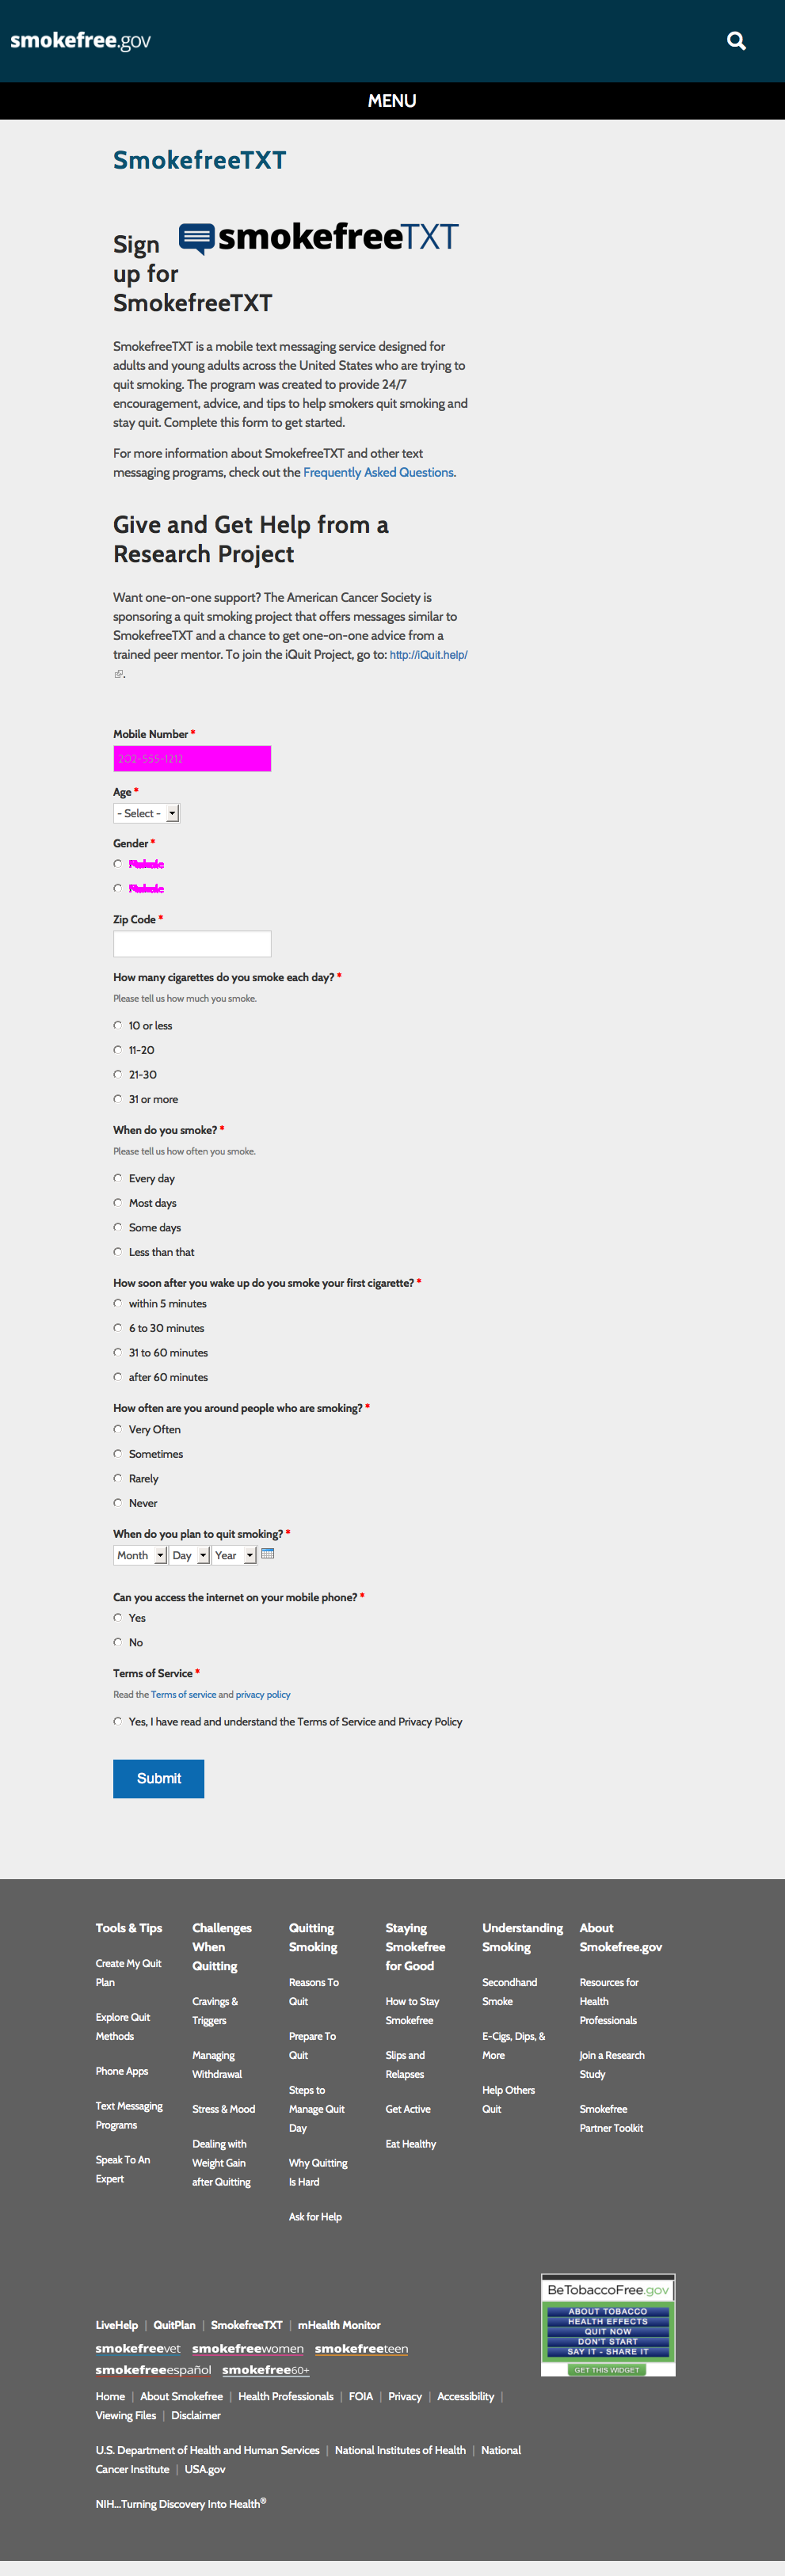 smokefree.gov
MENU
SmokefreeTXT
smokefreeTXT
Sign
up for
SmokefreeTXT
SmokefreeTXT is a mobile text messaging service designed for
adults and young adults across the United States who are trying to
quit smoking. The program was created to provide 24/7
encouragement, advice, and tips to help smokers quit smoking and
stay quit. Complete this form to get started.
For more information about SmokefreeTXT and other text
messaging programs, check out the Frequently Asked Questions.
Give and Get Help from a
Research Project
Want one-on-one support? The American Cancer Society is
sponsoring a quit smoking project that offers messages similar to
SmokefreeTXT and a chance to get one-on-one advice from a
trained peer mentor. To join the iQuit Project, go to: http://iQuit.help/
.
Mobile Number *
202-555-1212
Age *
- Select -
Gender *
Zip Code *
How many cigarettes do you smoke each day? *
Please tell us how much you smoke.
10 or less
11-20
21-30
31 or more
When do you smoke? *
Please tell us how often you smoke.
Every day
Most days
Some days
Less than that
How soon after you wake up do you smoke your first cigarette? *
within 5 minutes
6 to 30 minutes
31 to 60 minutes
after 60 minutes
How often are you around people who are smoking? *
Very Often
Sometimes
Rarely
Never
When do you plan to quit smoking? *
Month Day Year
Can you access the internet on your mobile phone? *
Yes
No
Terms of Service *
Read the Terms of service and privacy policy
Yes, I have read and understand the Terms of Service and Privacy Policy
Submit
Tools & Tips
Create My Quit
Plan
Explore Quit
Methods
Phone Apps
Text Messaging
Programs
Speak To An
Expert
Challenges
When
Quitting
Cravings &
Triggers
Managing
Withdrawal
Stress & Mood
Dealing with
Weight Gain
after Quitting
Quitting
Smoking
Reasons To
Quit
Prepare To
Quit
Steps to
Manage Quit
Day
Why Quitting
Is Hard
Ask for Help
Staying
Smokefree
for Good
How to Stay
Smokefree
Slips and
Relapses
Get Active
Eat Healthy
Understanding
Smoking
Secondhand
Smoke
E-Cigs, Dips, &
More
Help Others
Quit
About
Smokefree.gov
Resources for
Health
Professionals
Join a Research
Study
Smokefree
Partner Toolkit
BeTobaccoFree.gov
ABOUT TOBACCO
HEALTH EFFECTS
QUIT NOW
DON'T START
SAY IT - SHARE IT
GET THIS WIDGET
LiveHelp | QuitPlan | SmokefreeTXT | mHealth Monitor
smokefreevet smokefreewomen smokefreeteen
smokefreeespañol smokefree60+
Home | About Smokefree | Health Professionals | FOIA | Privacy | Accessibility |
Viewing Files | Disclaimer
U.S. Department of Health and Human Services | National Institutes of Health | National
Cancer Institute | USA.gov
NIH...Turning Discovery Into Health®